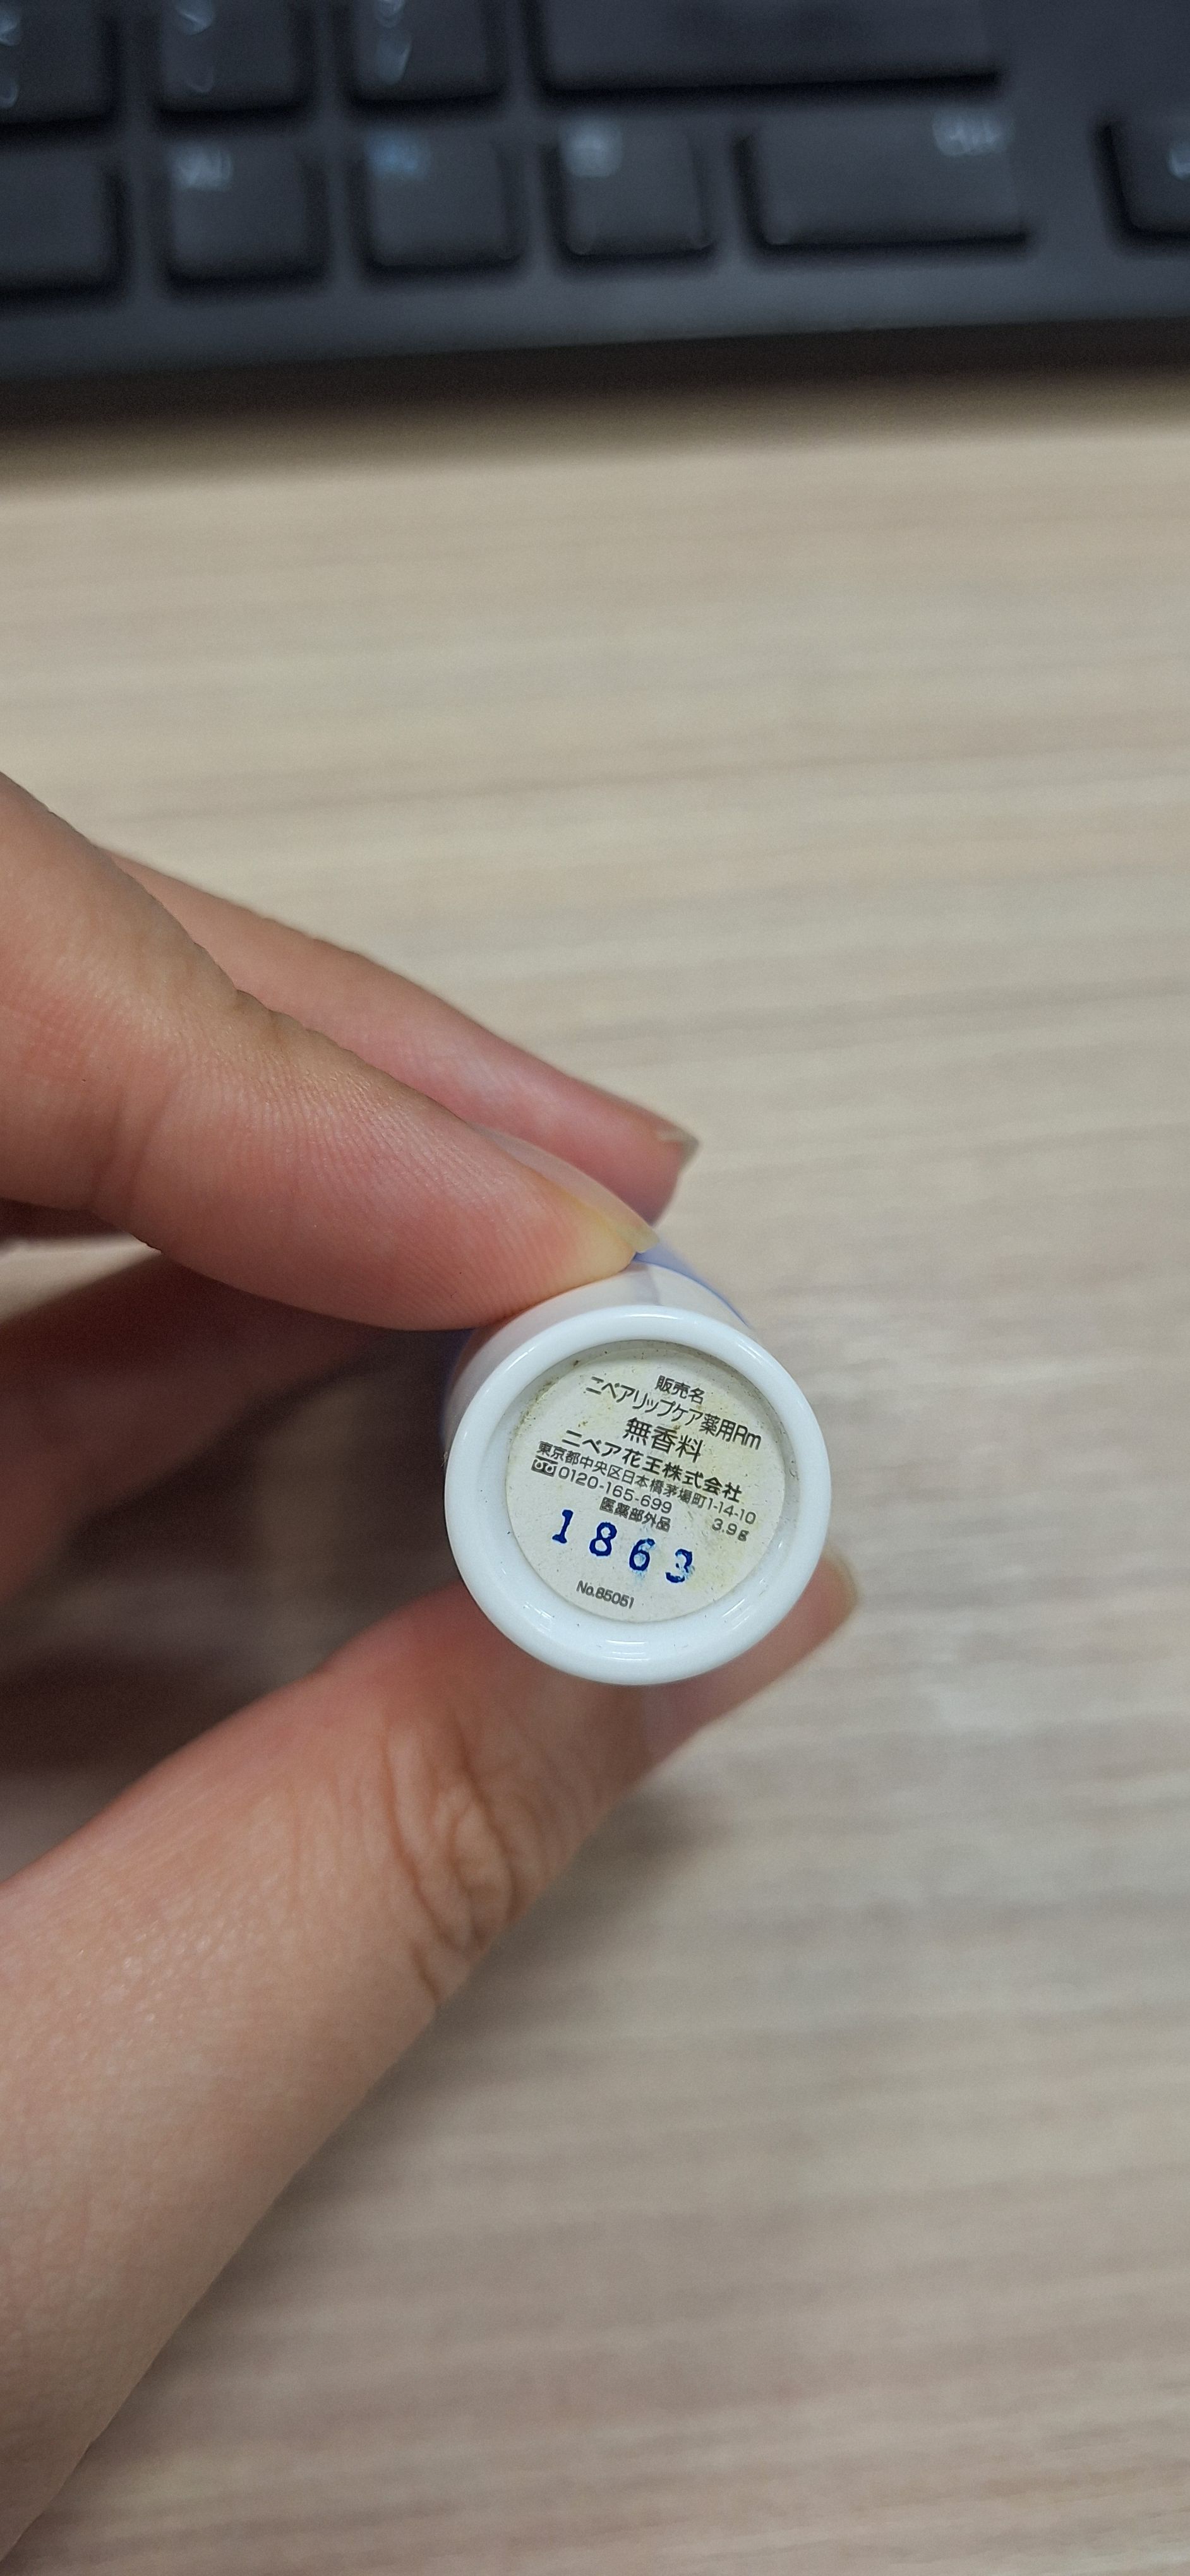 販売名
ニベアリップケア薬用Rm
無香料
ニベア花王株式会社
東京都中央区日本橋茅場町1-14-10
0120-165-699
医薬部外品 3.9g
1863
No.85051